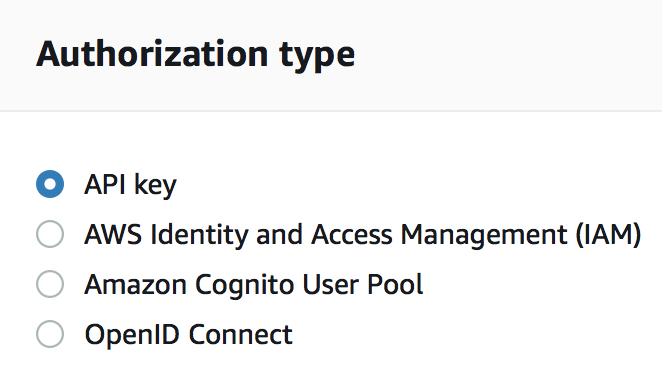 Authorization type
API key
AWS Identity and Access Management (IAM)
Amazon Cognito User Pool
OpenID Connect